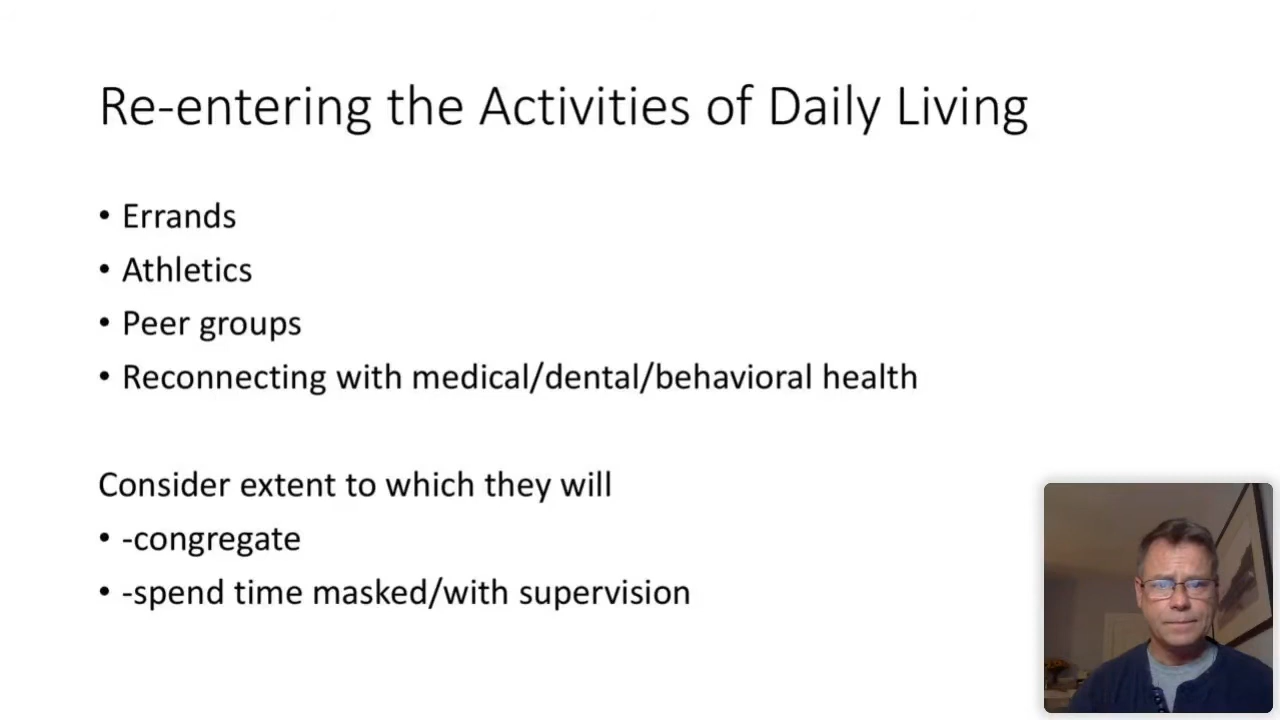 Re-entering the Activities of Daily Living
• Errands
• Athletics
• Peer groups
• Reconnecting with medical/dental/behavioral health
Consider extent to which they will
• -congregate
• -spend time masked/with supervision